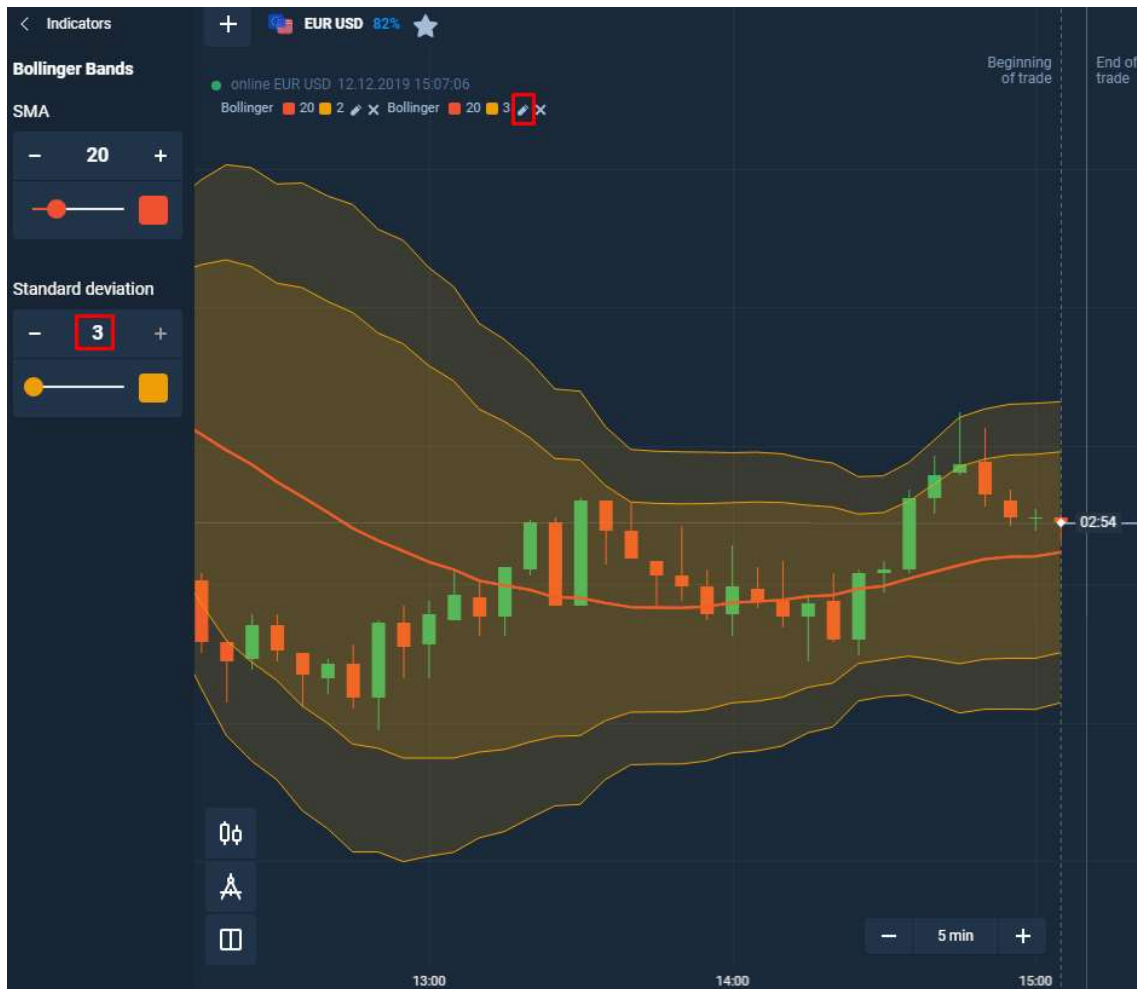 Indicators
EUR USD 82%
Bollinger Bands
SMA
− 20 +
Standard deviation
− 3 +
Beginning of trade
End of trade
online EUR USD 12.12.2019 15:07:06
Bollinger 20 2 Bollinger 20 3
02:54
− 5 min +
13:00 14:00 15:00